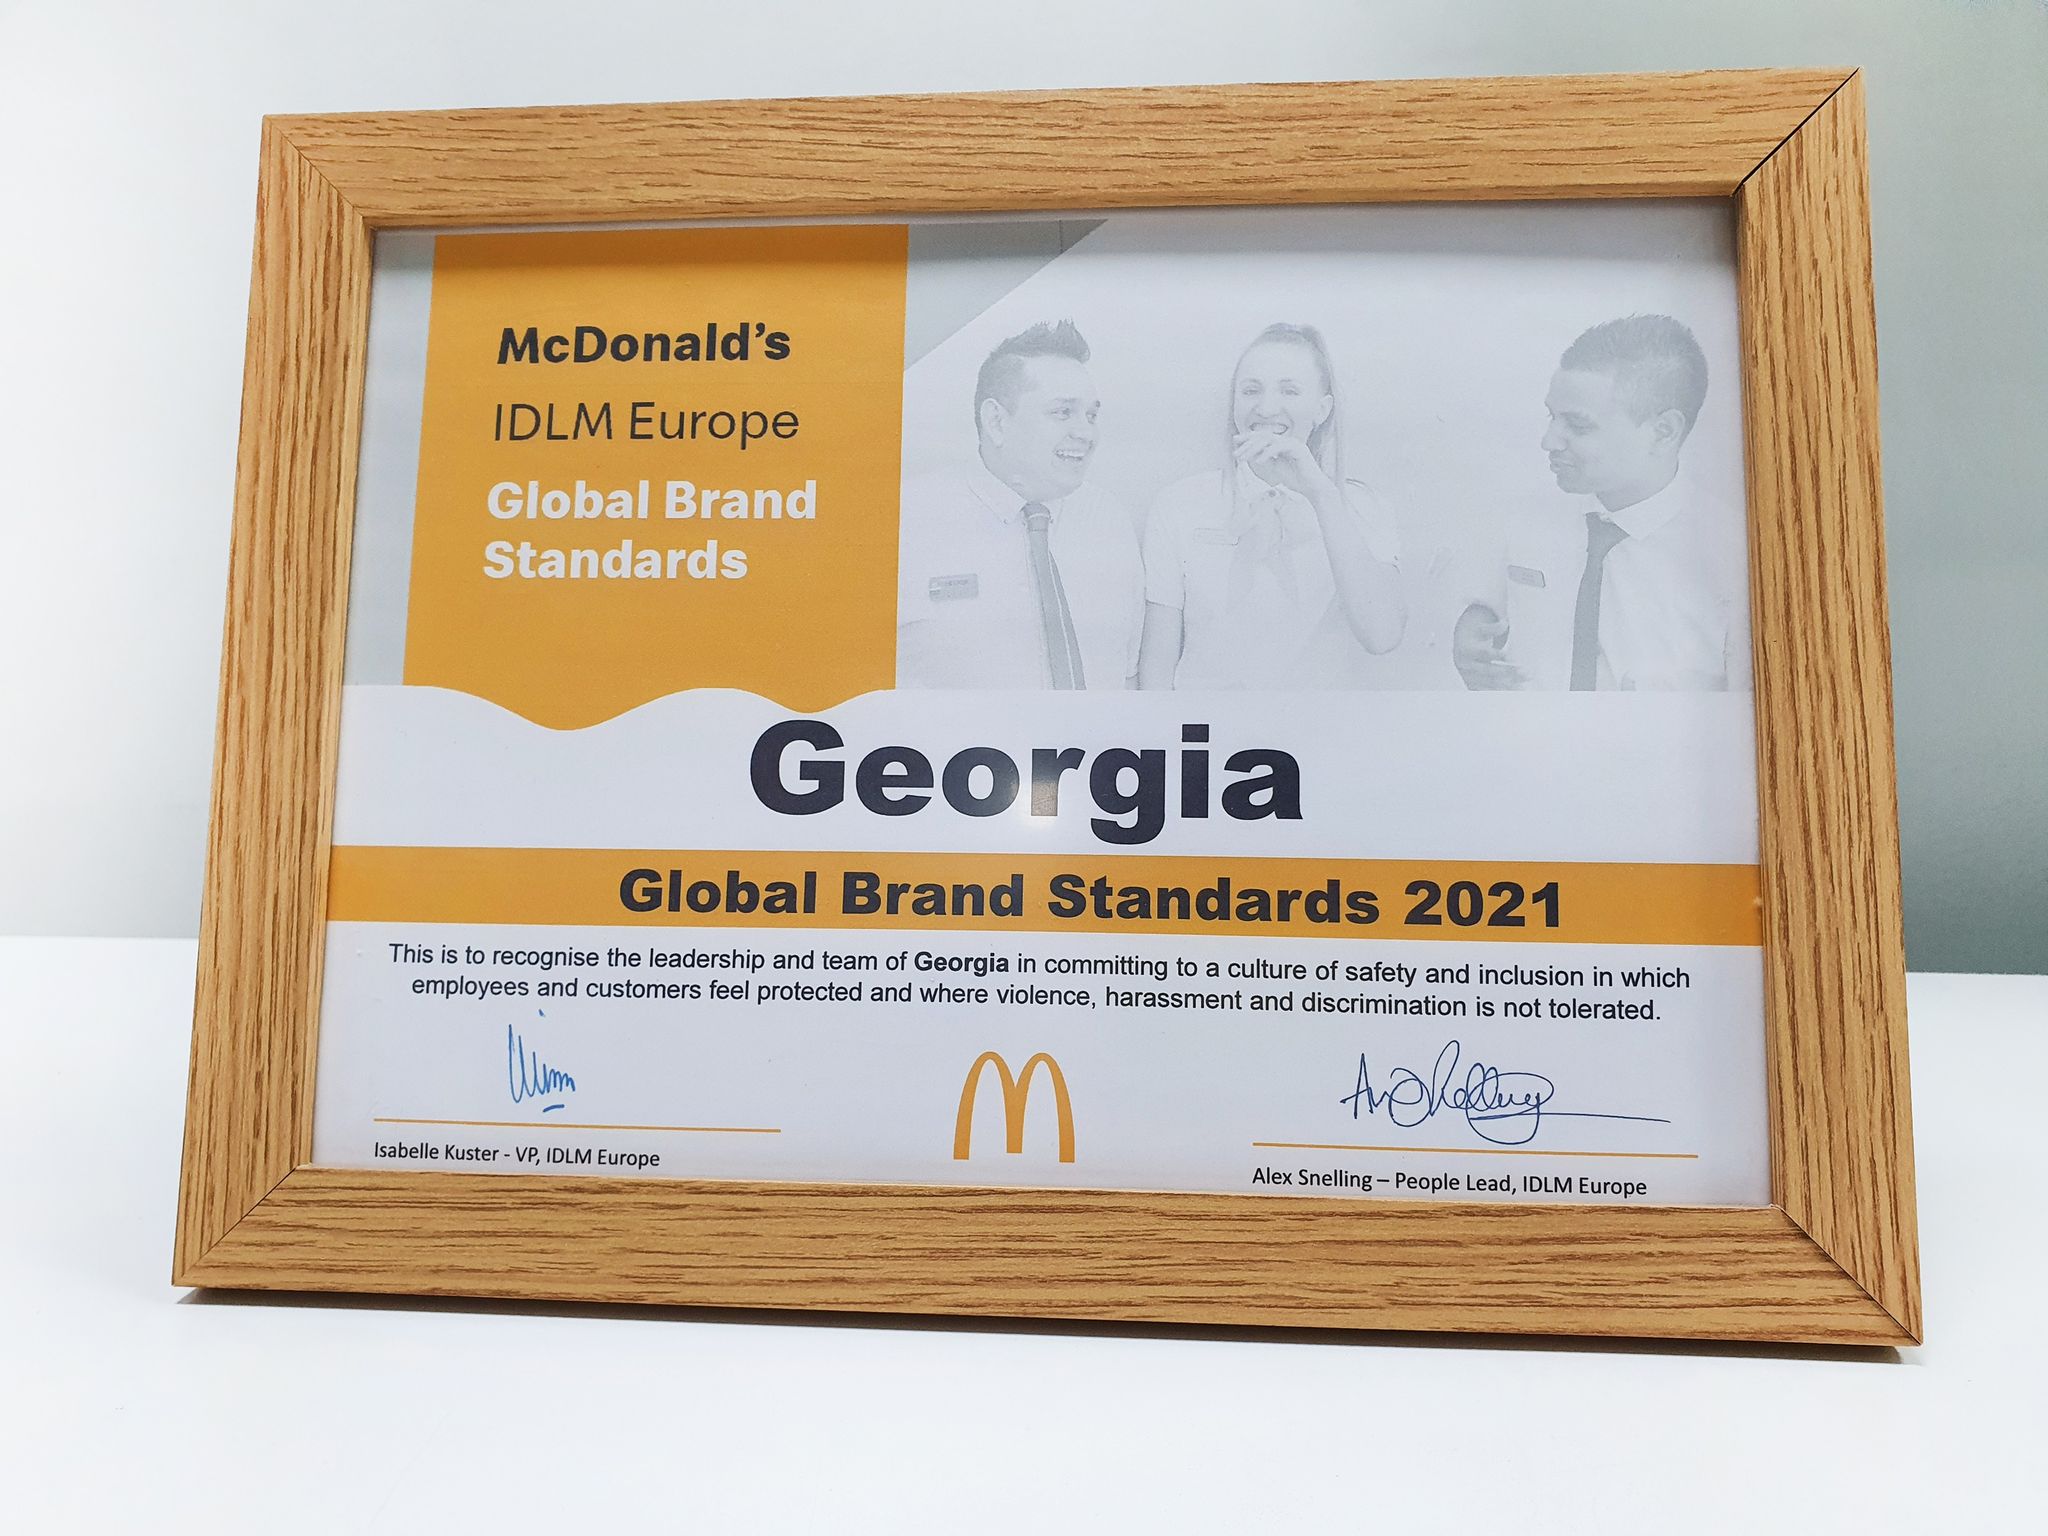 McDonald's
IDLM Europe
Global Brand
Standards
Georgia
Global Brand Standards 2021
This is to recognise the leadership and team of Georgia in committing to a culture of safety and inclusion in which
employees and customers feel protected and where violence, harassment and discrimination is not tolerated.
Isabelle Kuster - VP, IDLM Europe
Alex Snelling – People Lead, IDLM Europe